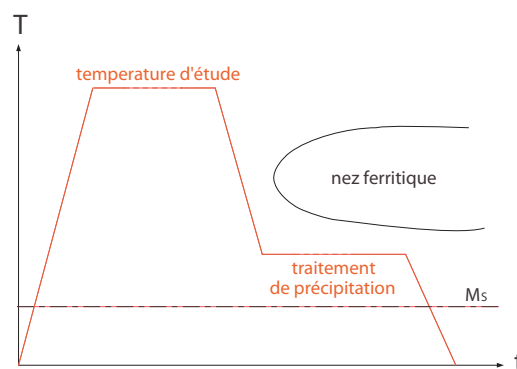 T
temperature d'étude
nez ferritique
traitement
de précipitation
Ms
t